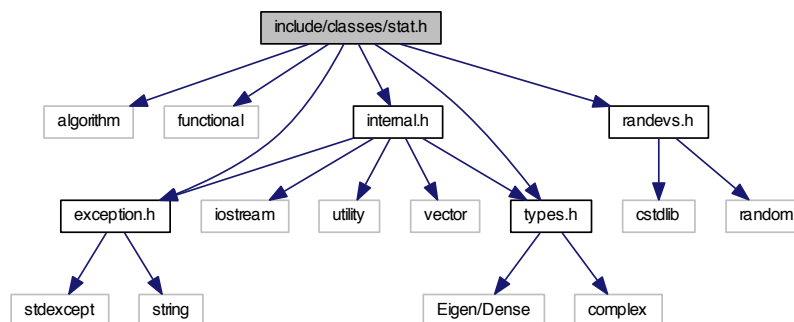 include/classes/stat.h
algorithm
functional
internal.h
randevs.h
exception.h
iostream
utility
vector
types.h
cstdlib
random
stdexcept
string
Eigen/Dense
complex